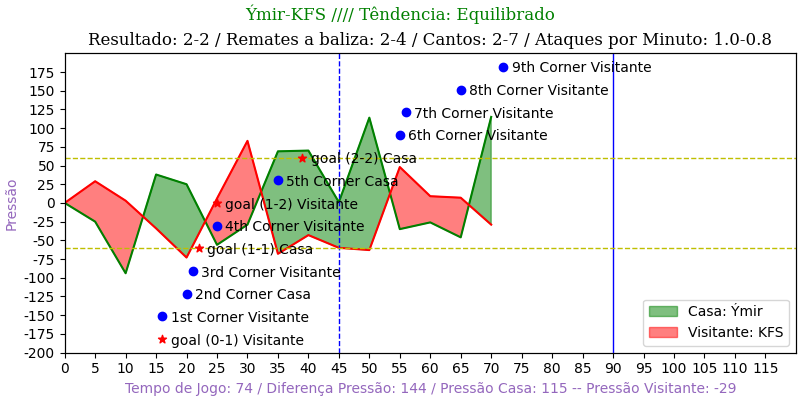 Ýmir-KFS //// Têndencia: Equilibrado
Resultado: 2-2 / Remates a baliza: 2-4 / Cantos: 2-7 / Ataques por Minuto: 1.0-0.8
Pressão
175
150
125
100
75
50
25
0
-25
-50
-75
-100
-125
-150
-175
-200
9th Corner Visitante
8th Corner Visitante
7th Corner Visitante
6th Corner Visitante
goal (2-2) Casa
5th Corner Casa
goal (1-2) Visitante
4th Corner Visitante
goal (1-1) Casa
3rd Corner Visitante
2nd Corner Casa
1st Corner Visitante
goal (0-1) Visitante
Casa: Ýmir
Visitante: KFS
0 5 10 15 20 25 30 35 40 45 50 55 60 65 70 75 80 85 90 95 100 105 110 115
Tempo de Jogo: 74 / Diferença Pressão: 144 / Pressão Casa: 115 -- Pressão Visitante: -29